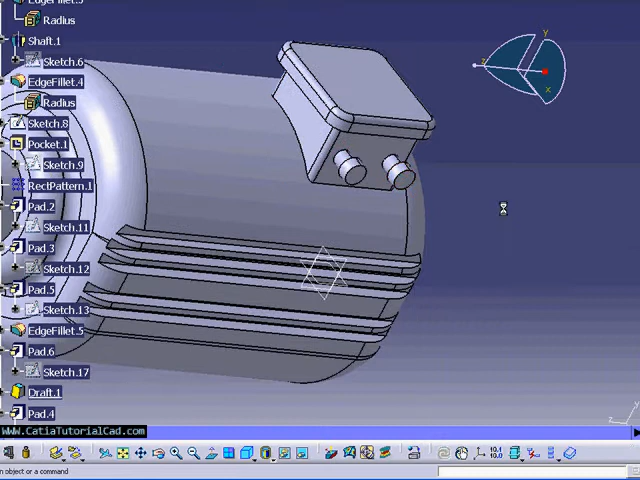 EdgeFillet.3
Radius
Shaft.1
Sketch.6
EdgeFillet.4
Radius
Sketch.8
Pocket.1
Sketch.9
RectPattern.1
Pad.2
Sketch.11
Pad.3
Sketch.12
Pad.5
Sketch.13
EdgeFillet.5
Pad.6
Sketch.17
Draft.1
Pad.4
y
z
x
www.CatiaTutorialCad.com
y
z
10.1
n object or a command